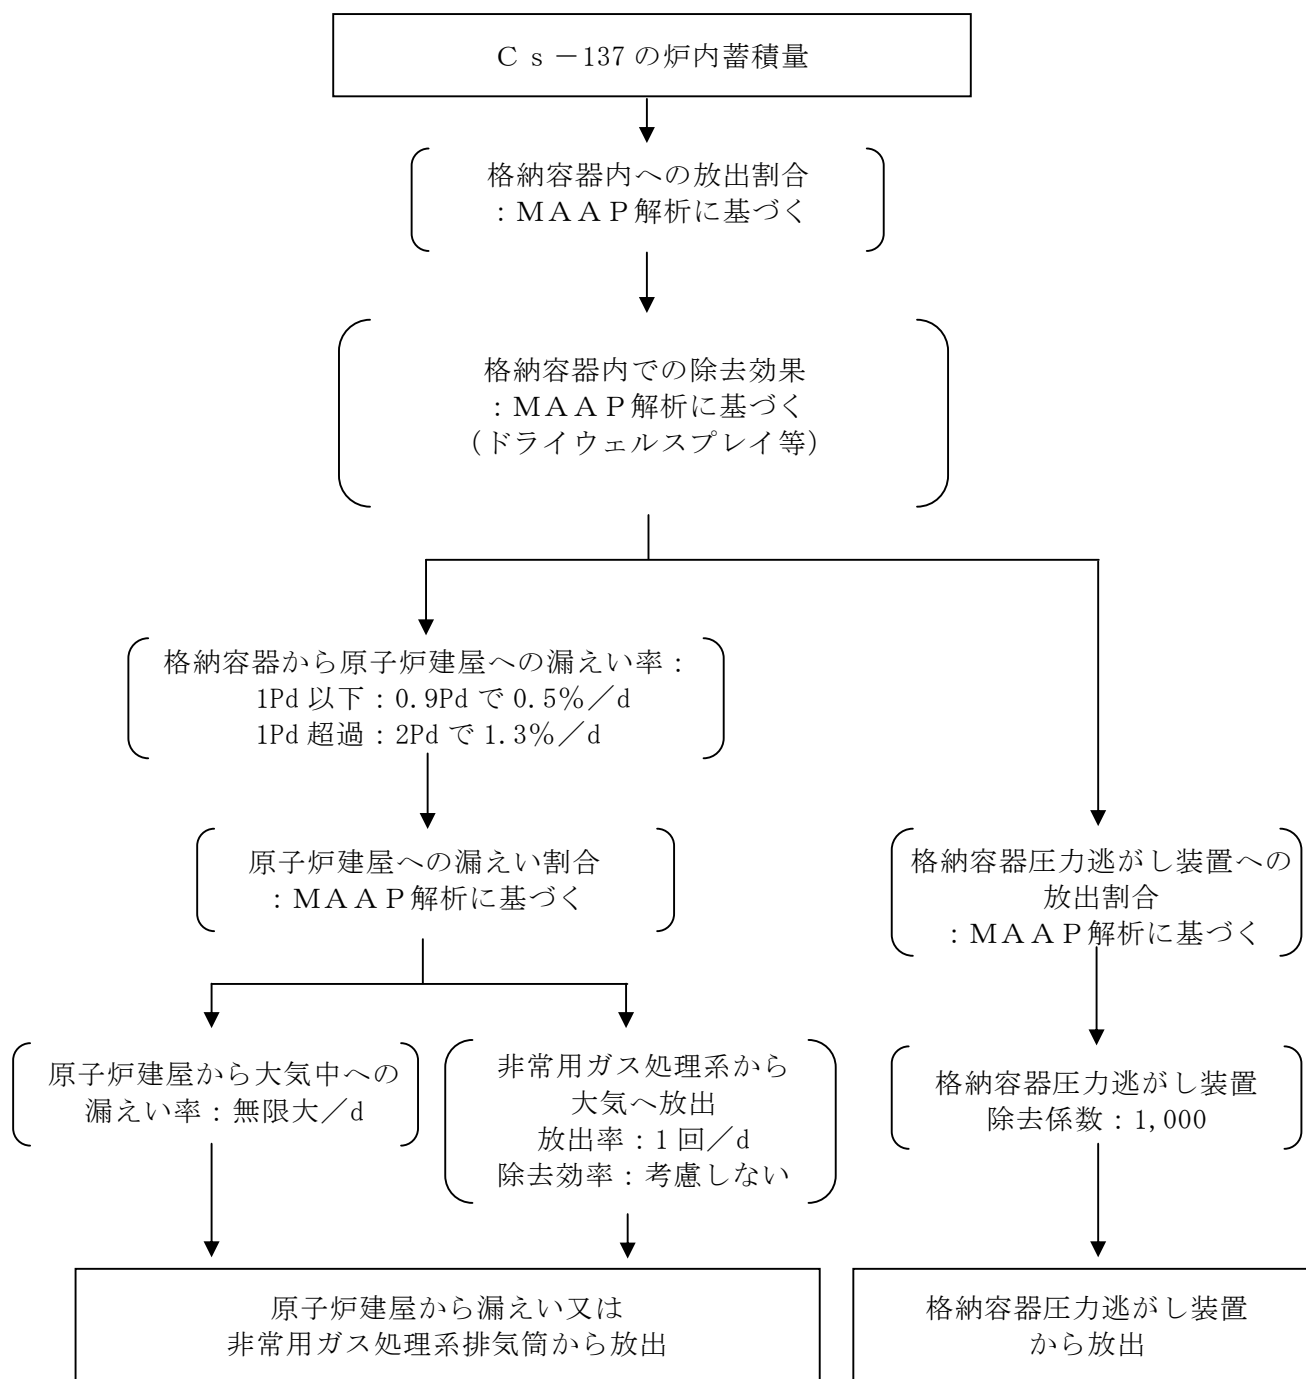 Ｃｓ－137 の炉内蓄積量
格納容器内への放出割合
：ＭＡＡＰ解析に基づく
格納容器内での除去効果
：ＭＡＡＰ解析に基づく
（ドライウェルスプレイ等）
格納容器から原子炉建屋への漏えい率：
1Pd 以下：0.9Pd で 0.5％／d
1Pd 超過：2Pd で 1.3％／d
原子炉建屋への漏えい割合
：ＭＡＡＰ解析に基づく
格納容器圧力逃がし装置への
放出割合
：ＭＡＡＰ解析に基づく
原子炉建屋から大気中への
漏えい率：無限大／d
非常用ガス処理系から
大気へ放出
放出率：1 回／d
除去効率：考慮しない
格納容器圧力逃がし装置
除去係数：1,000
原子炉建屋から漏えい又は
非常用ガス処理系排気筒から放出
格納容器圧力逃がし装置
から放出